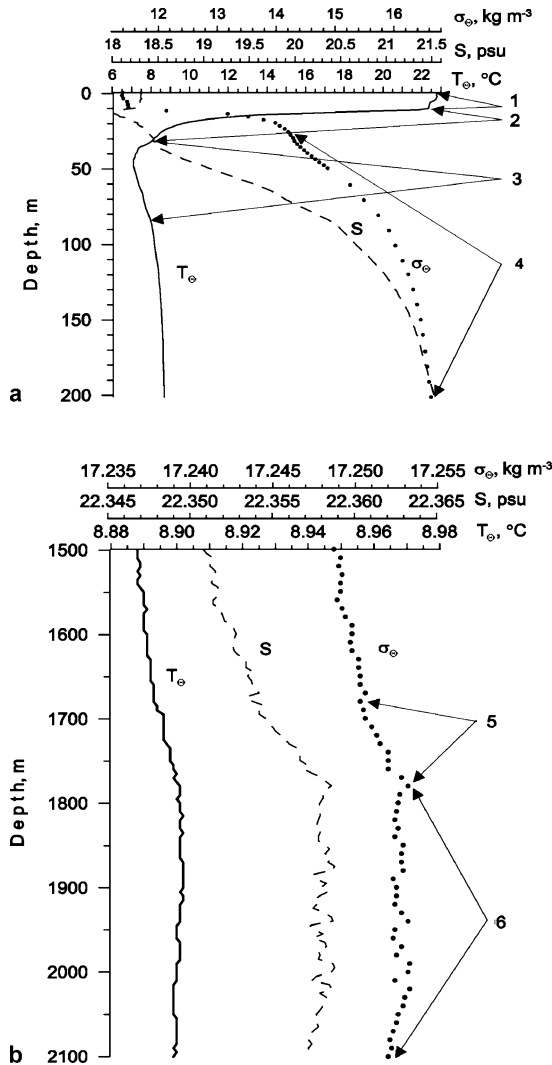 12 13 14 15 16 σΘ, kg m-3
18 18.5 19 19.5 20 20.5 21 21.5 S, psu
6 8 10 12 13 15 17 18 20 22 TΘ, °C
0
50
100
150
200
Depth, m
1
2
3
4
S
σΘ
TΘ
a
17.235 17.240 17.245 17.250 17.255 σΘ, kg m-3
22.345 22.350 22.355 22.360 22.365 S, psu
8.88 8.90 8.92 8.94 8.96 8.98 TΘ, °C
1500
1600
1700
1800
1900
2000
2100
Depth, m
S
σΘ
TΘ
5
6
b